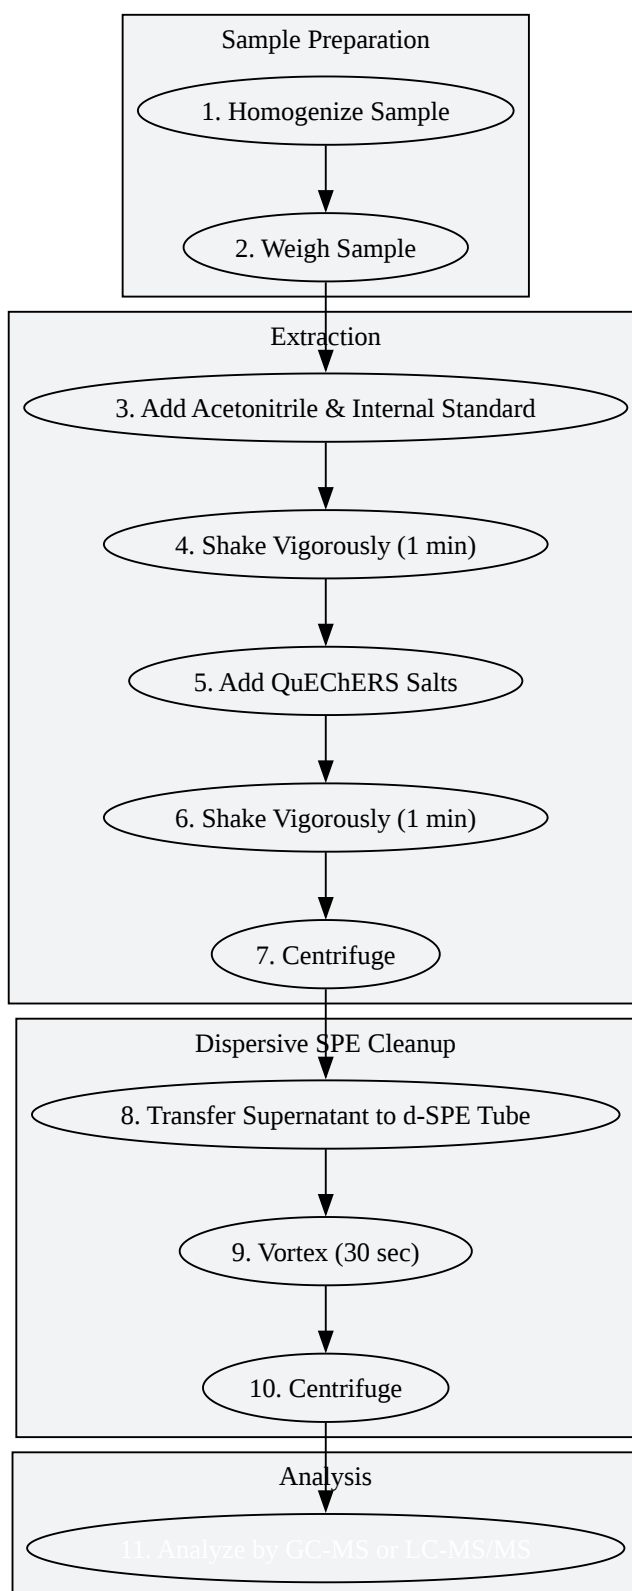 Sample Preparation
1. Homogenize Sample
2. Weigh Sample
Extraction
3. Add Acetonitrile & Internal Standard
4. Shake Vigorously (1 min)
5. Add QuEChERS Salts
6. Shake Vigorously (1 min)
7. Centrifuge
Dispersive SPE Cleanup
8. Transfer Supernatant to d-SPE Tube
9. Vortex (30 sec)
10. Centrifuge
Analysis
11. Analyze by GC-MS or LC-MS/MS